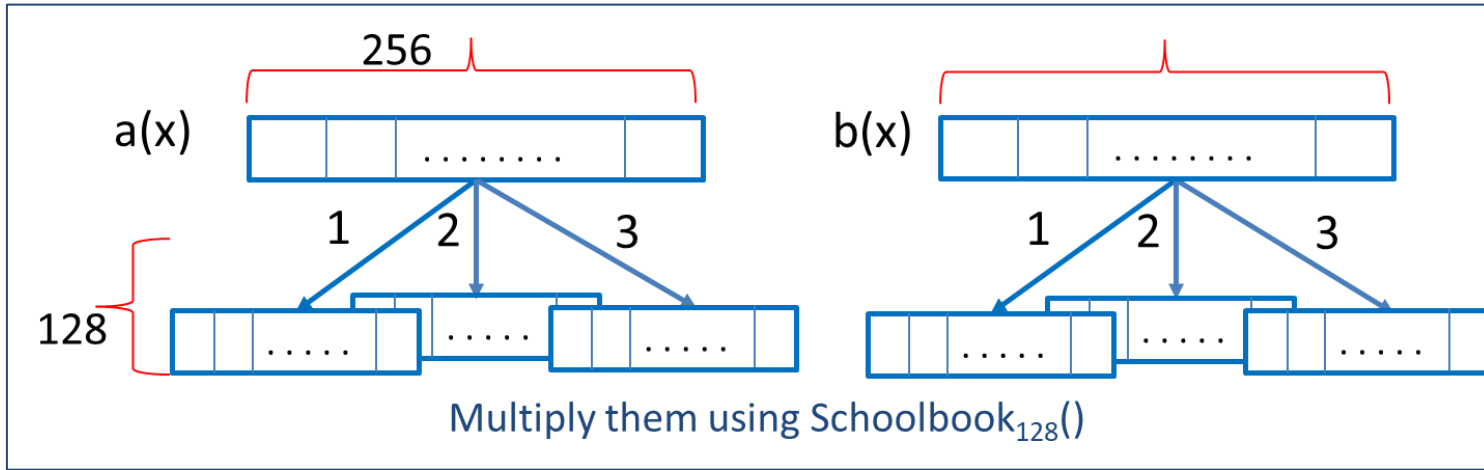 256
a(x)
b(x)
. . . . . . . .
. . . . . . . .
1 2 3
1 2 3
128
. . . . .
. . . . .
. . . . .
. . . . .
. . . . .
. . . . .
Multiply them using Schoolbook₁₂₈()